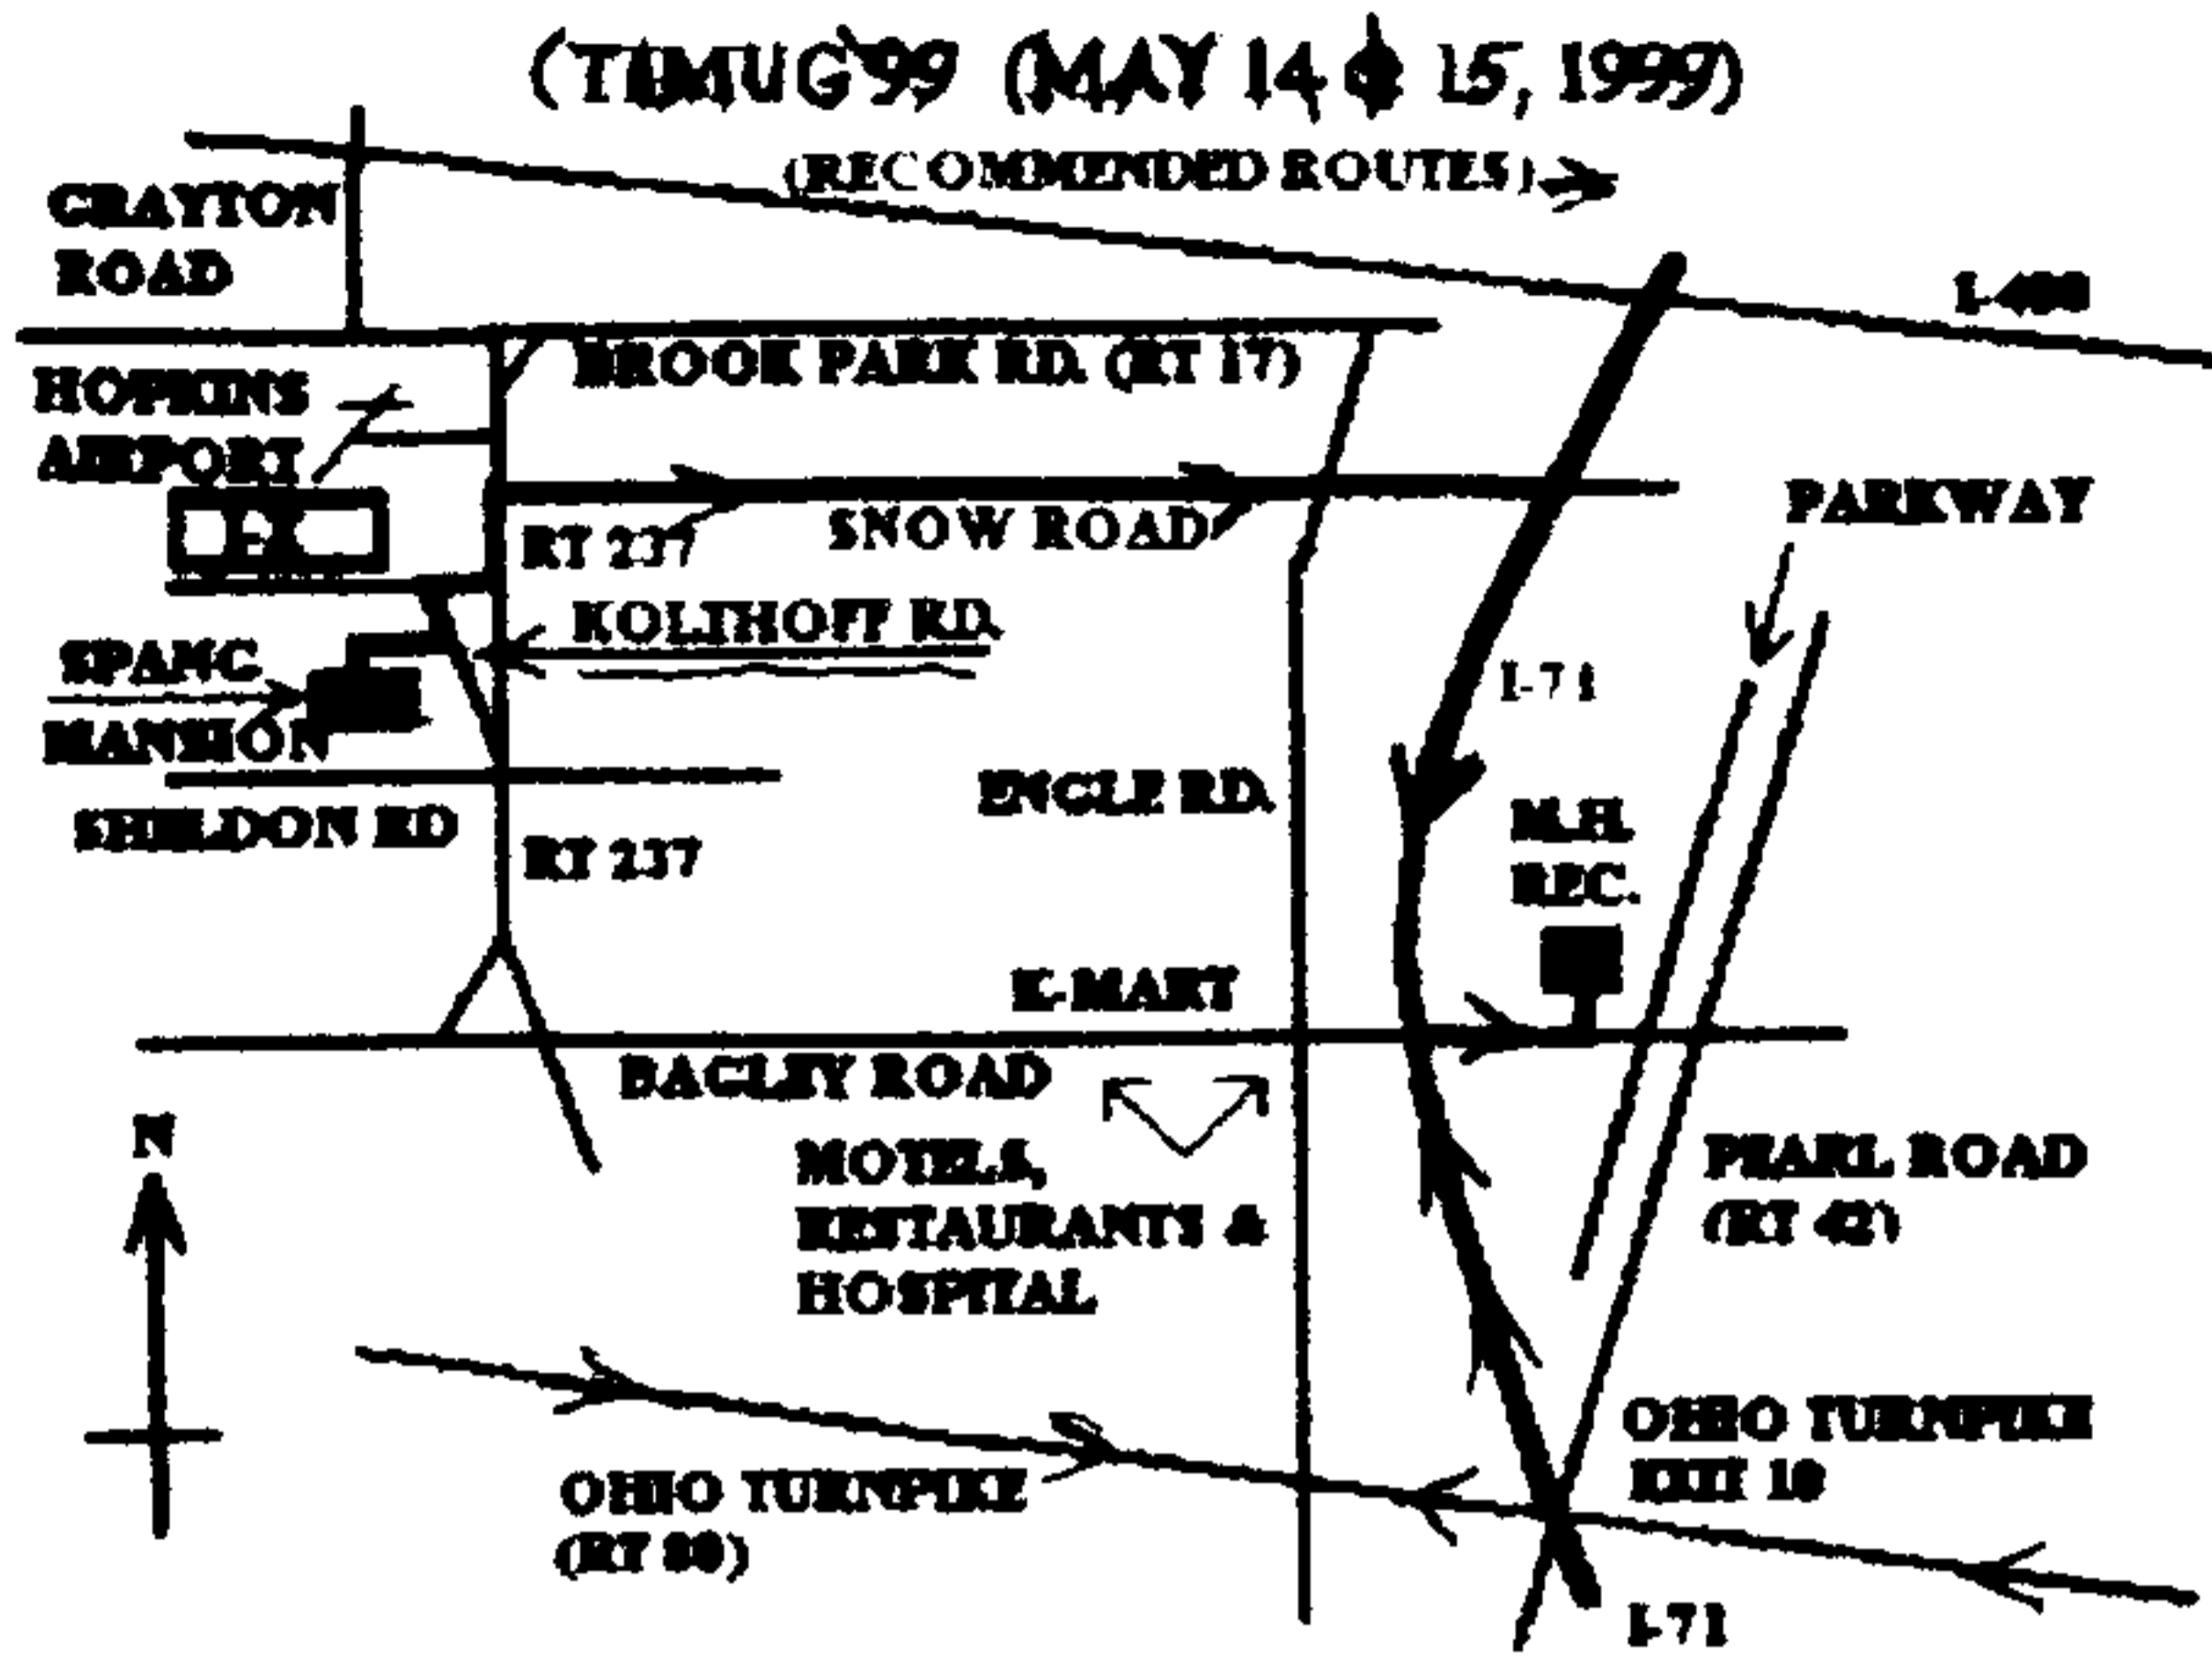 (TIMUG'99 (MAY 14 & 15, 1999)
(RECOMMENDED ROUTES)
GRAYTON
ROAD
BROOK PARK RD. (RT 17)
HOPKINS
AIRPORT
PARKWAY
RT 237
SNOW ROAD
KOLTHOFF RD.
SPANG
MANSION
I-71
ENGLE RD.
M.H.
REC.
SHELDON RD
RT 237
K-MART
BAGLEY ROAD
N
MOTELS,
RESTAURANTS &
HOSPITAL
PEARL ROAD
(RT 42)
OHIO TURNPIKE
EXIT 10
OHIO TURNPIKE
(RT 80)
I-71